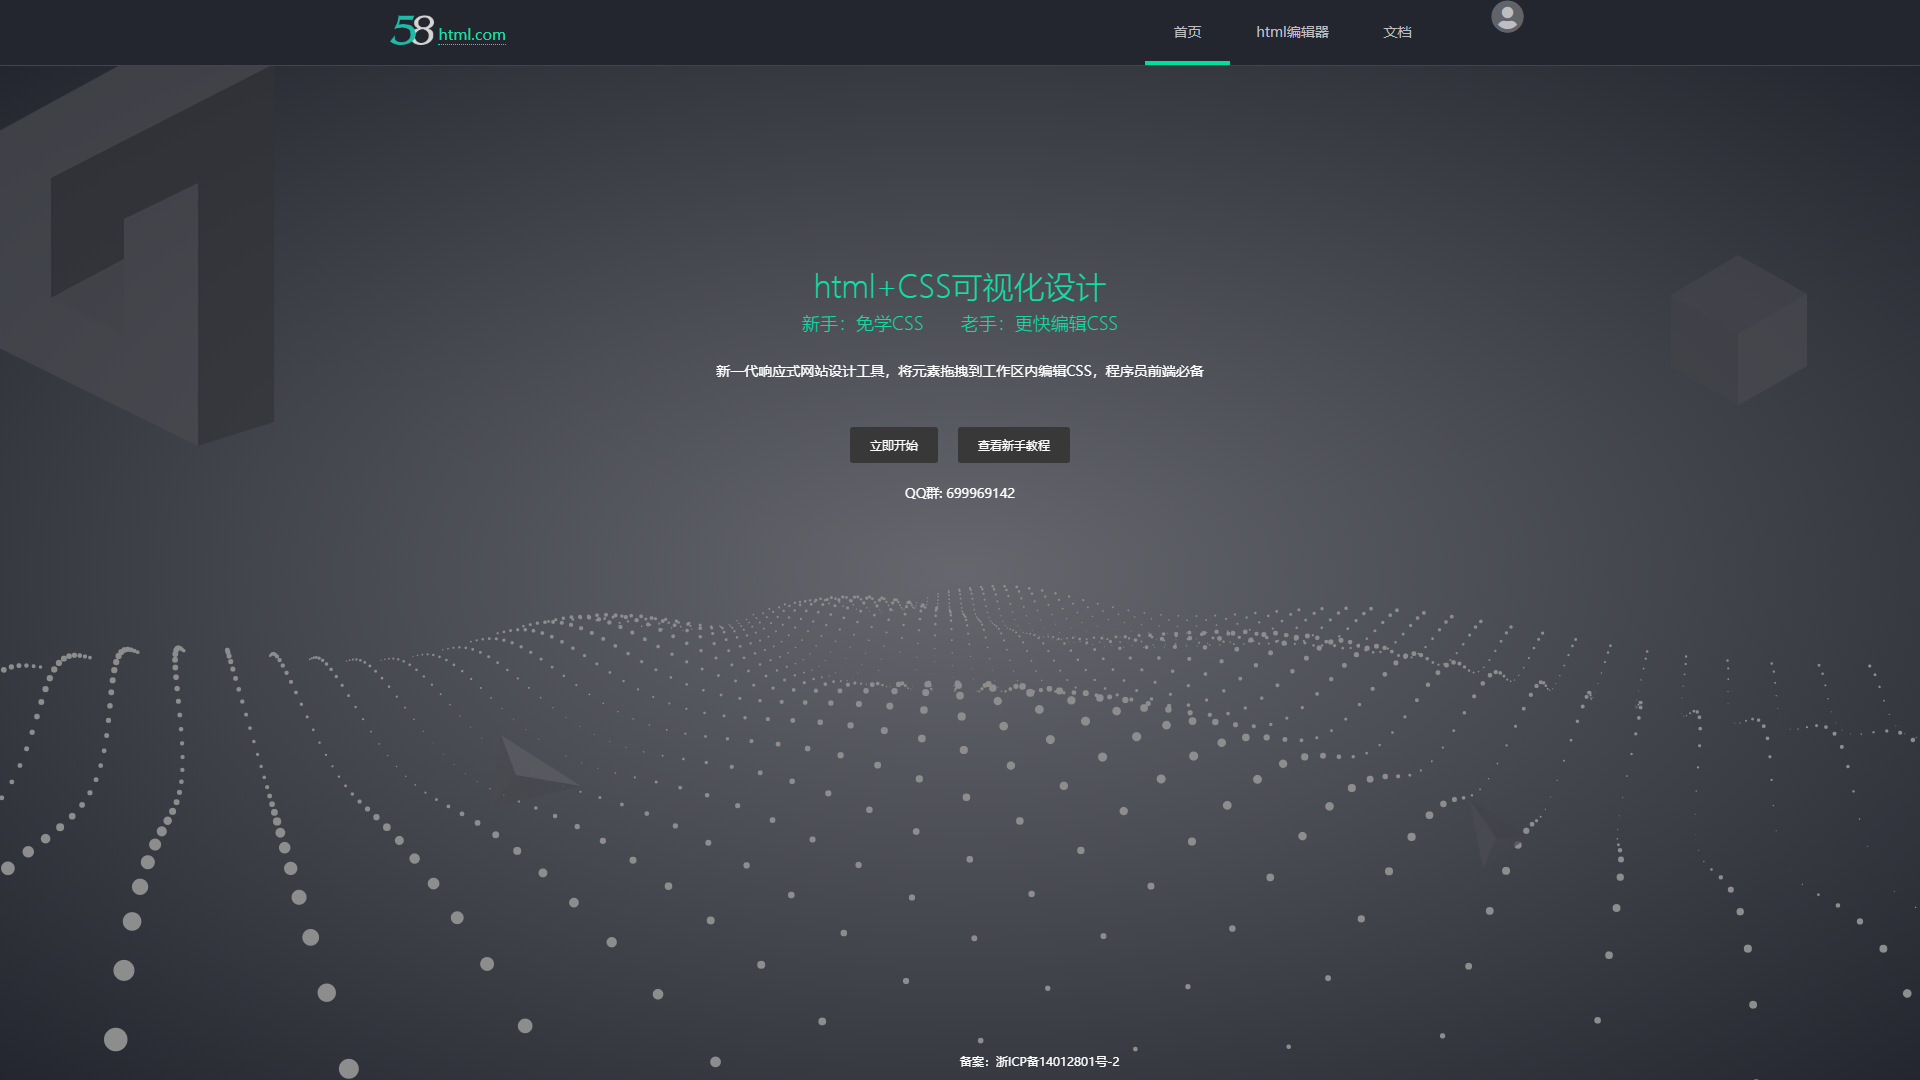 58 html.com
首页 html编辑器 文档
html+CSS可视化设计
新手：免学CSS 老手：更快编辑CSS
新一代响应式网站设计工具，将元素拖拽到工作区内编辑CSS，程序员前端必备
立即开始 查看新手教程
QQ群: 699969142
备案：浙ICP备14012801号-2